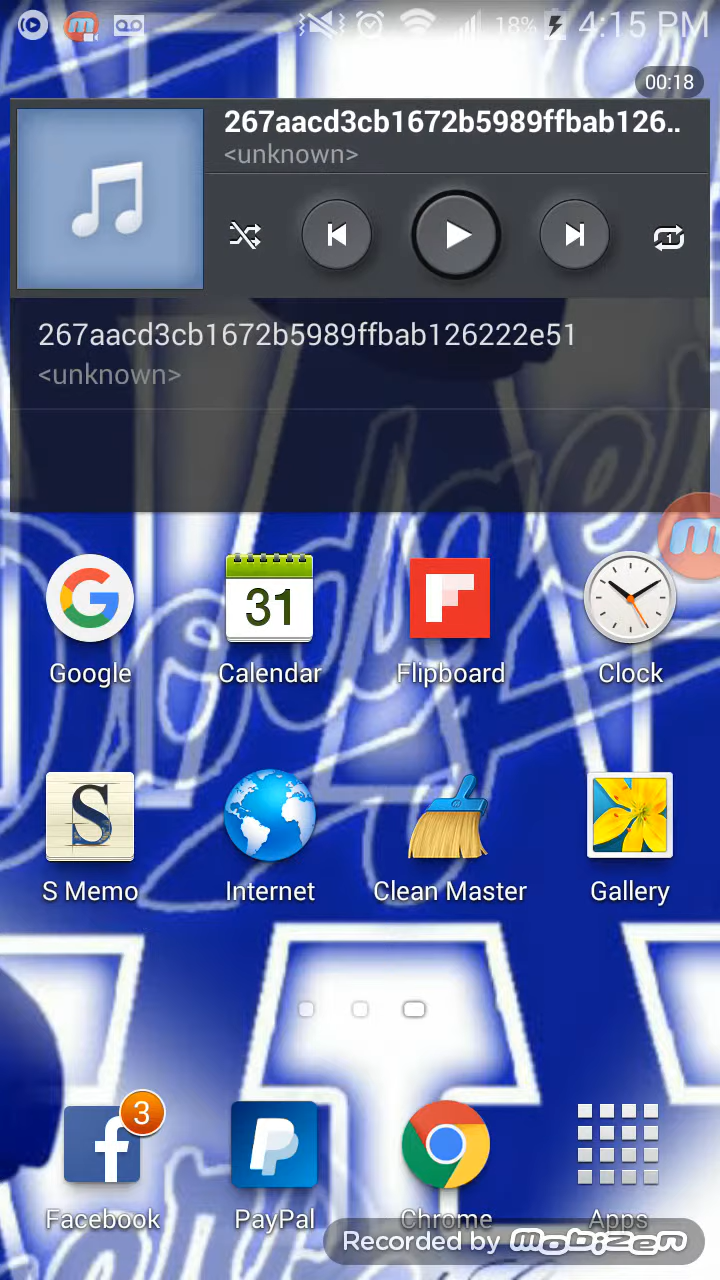 18% 4:15 PM
00:18
267aacd3cb1672b5989ffbab126..
<unknown>
1
267aacd3cb1672b5989ffbab126222e51
<unknown>
31
Google
Calendar
Flipboard
Clock
S
S Memo
Internet
Clean Master
Gallery
3
Facebook
PayPal
Chrome
Apps
Recorded by mobizen